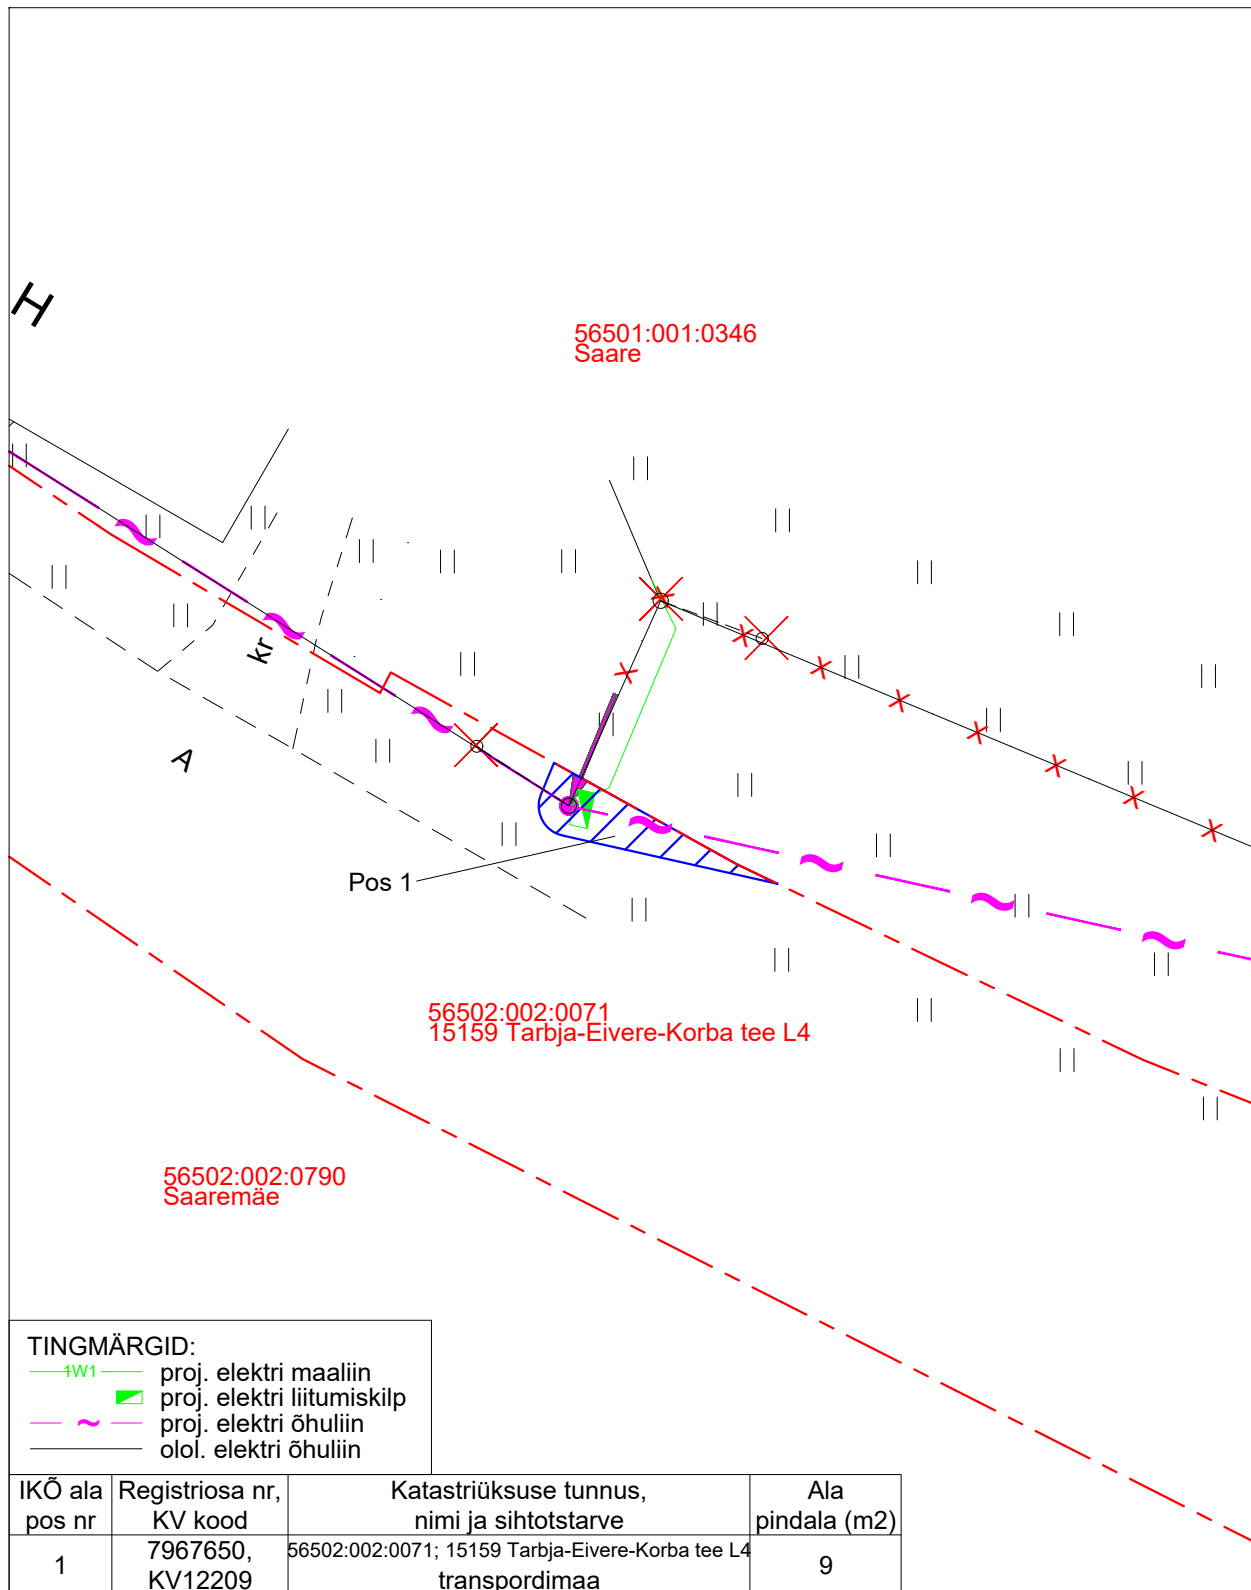 H
56501:001:0346
Saare
kr
A
Pos 1
56502:002:0071
15159 Tarbja-Eivere-Korba tee L4
56502:002:0790
Saaremäe
TINGMÄRGID:
1W1 proj. elektri maaliin
proj. elektri liitumiskilp
proj. elektri õhuliin
olol. elektri õhuliin
IKÕ ala pos nr
Registriosa nr, KV kood
Katastriüksuse tunnus, nimi ja sihtotstarve
Ala pindala (m2)
1
7967650, KV12209
56502:002:0071; 15159 Tarbja-Eivere-Korba tee L4 transpordimaa
9